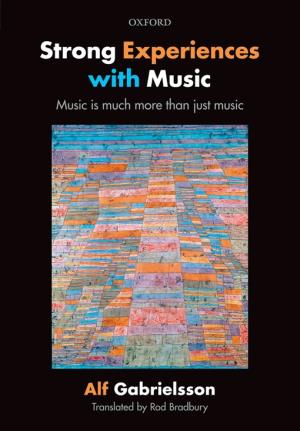 OXFORD
Strong Experiences
with Music
Music is much more than just music
Alf Gabrielsson
Translated by Rod Bradbury